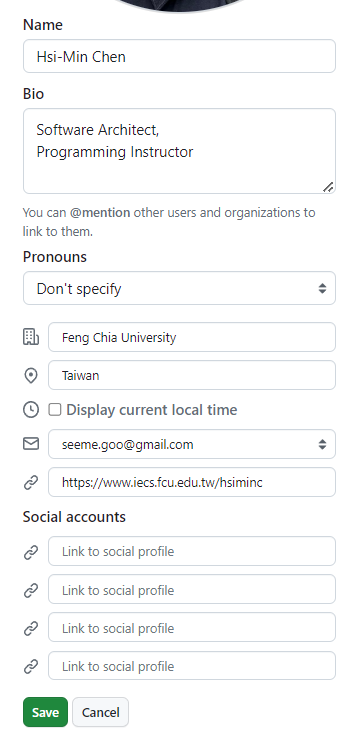 Name
Hsi-Min Chen
Bio
Software Architect,
Programming Instructor
You can @mention other users and organizations to
link to them.
Pronouns
Don't specify
Feng Chia University
Taiwan
Display current local time
seeme.goo@gmail.com
https://www.iecs.fcu.edu.tw/hsiminc
Social accounts
Link to social profile
Link to social profile
Link to social profile
Link to social profile
Save Cancel